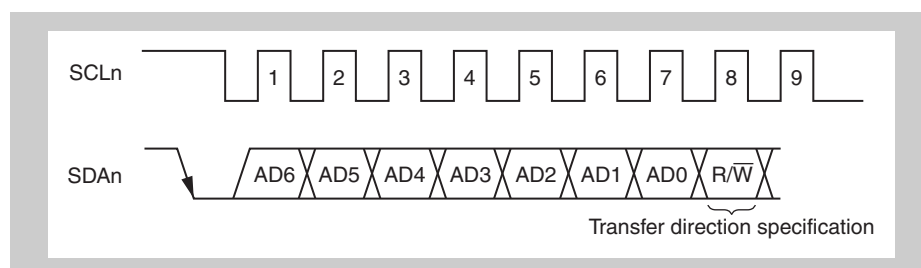 SCLn 1 2 3 4 5 6 7 8 9
SDAn AD6 AD5 AD4 AD3 AD2 AD1 AD0 R/W̅
Transfer direction specification